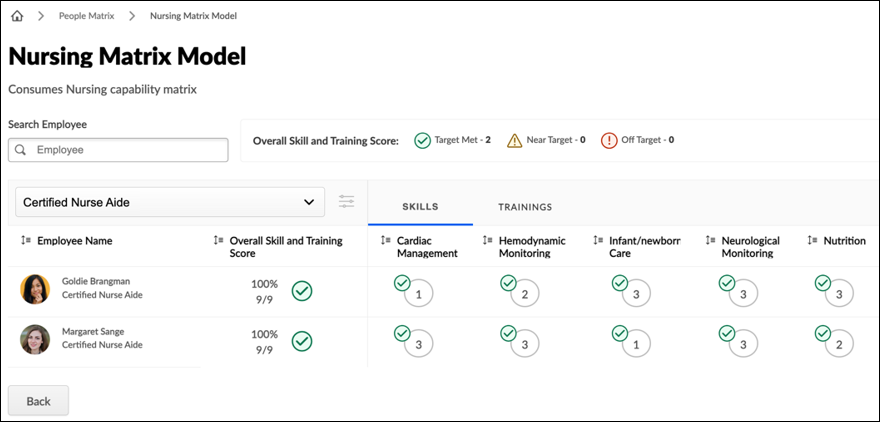 People Matrix Nursing Matrix Model
Nursing Matrix Model
Consumes Nursing capability matrix
Search Employee
Employee
Overall Skill and Training Score: Target Met - 2 Near Target - 0 Off Target - 0
Certified Nurse Aide
SKILLS TRAININGS
Employee Name Overall Skill and Training Score Cardiac Management Hemodynamic Monitoring Infant/newborr Care Neurological Monitoring Nutrition
Goldie Brangman
Certified Nurse Aide
100%
9/9
1 2 3 3 3
Margaret Sange
Certified Nurse Aide
100%
9/9
3 3 1 3 2
Back